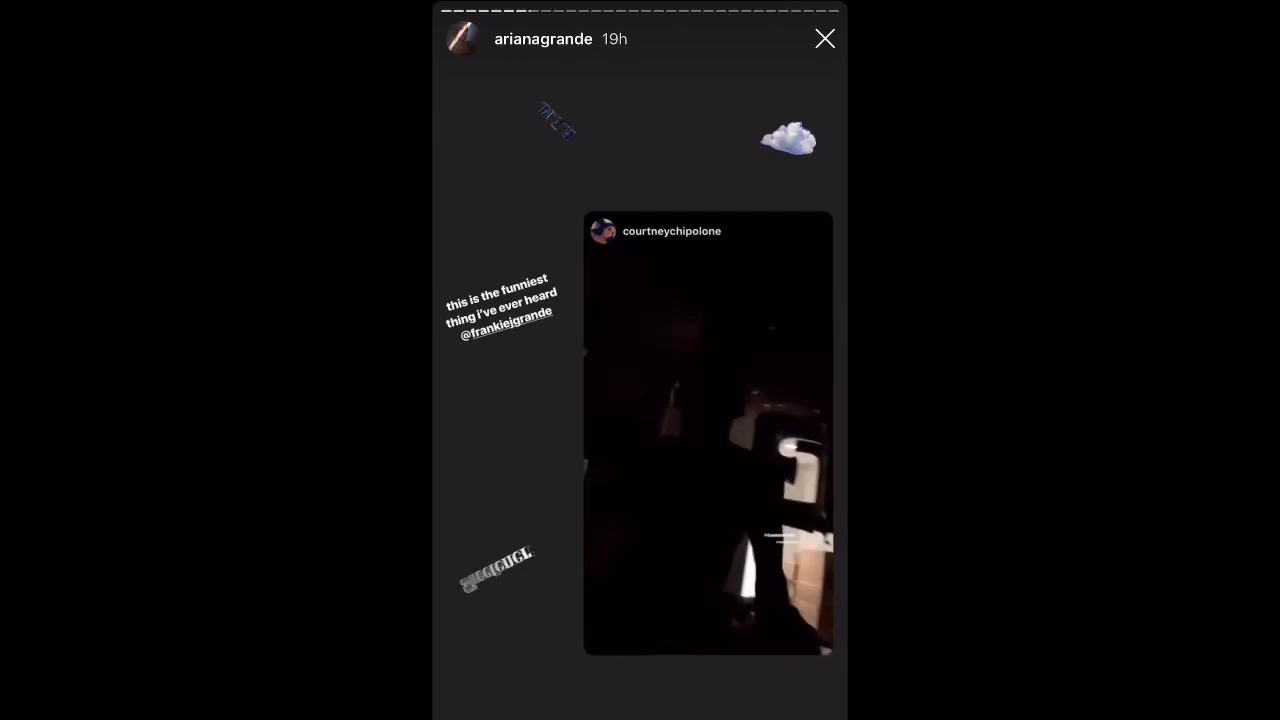 arianagrande 19h
courtneychipolone
this is the funniest
thing i've ever heard
@frankiejgrande